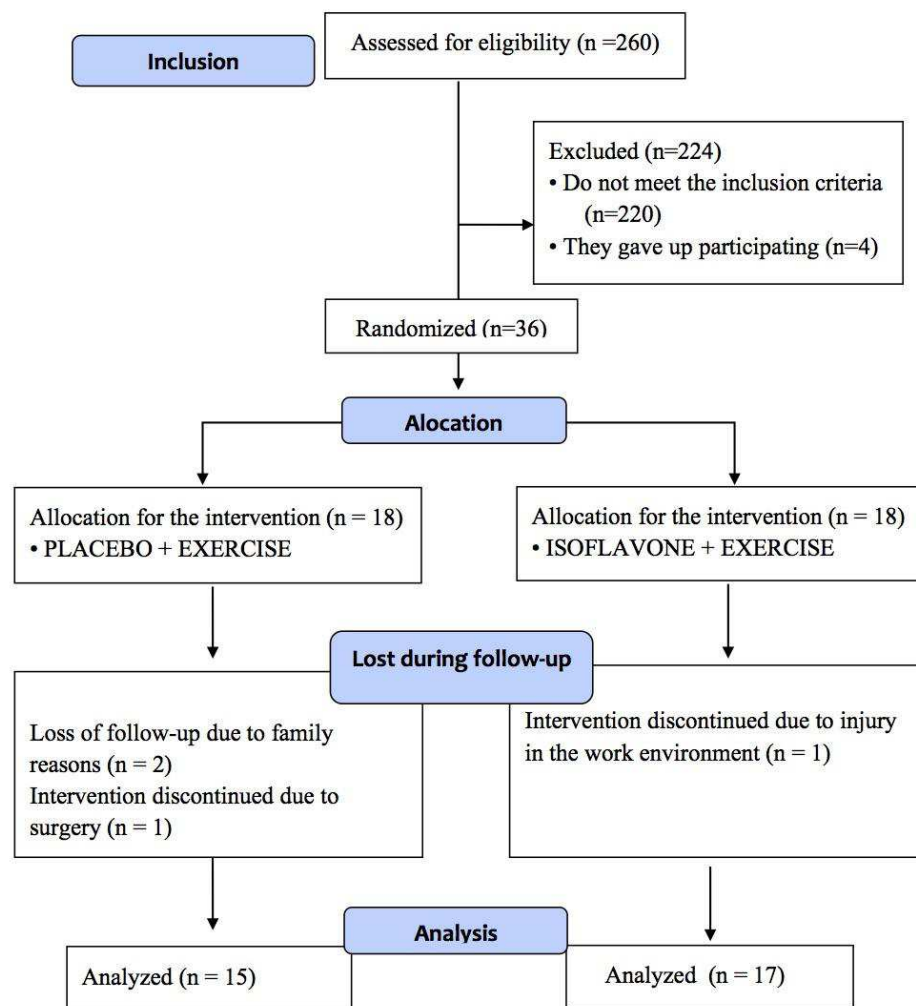 Assessed for eligibility (n =260)
Inclusion
Excluded (n=224)
• Do not meet the inclusion criteria
(n=220)
• They gave up participating (n=4)
Randomized (n=36)
Alocation
Allocation for the intervention (n = 18)
• PLACEBO + EXERCISE
Allocation for the intervention (n = 18)
• ISOFLAVONE + EXERCISE
Lost during follow-up
Loss of follow-up due to family
reasons (n = 2)
Intervention discontinued due to
surgery (n = 1)
Intervention discontinued due to injury
in the work environment (n = 1)
Analysis
Analyzed (n = 15)
Analyzed (n = 17)